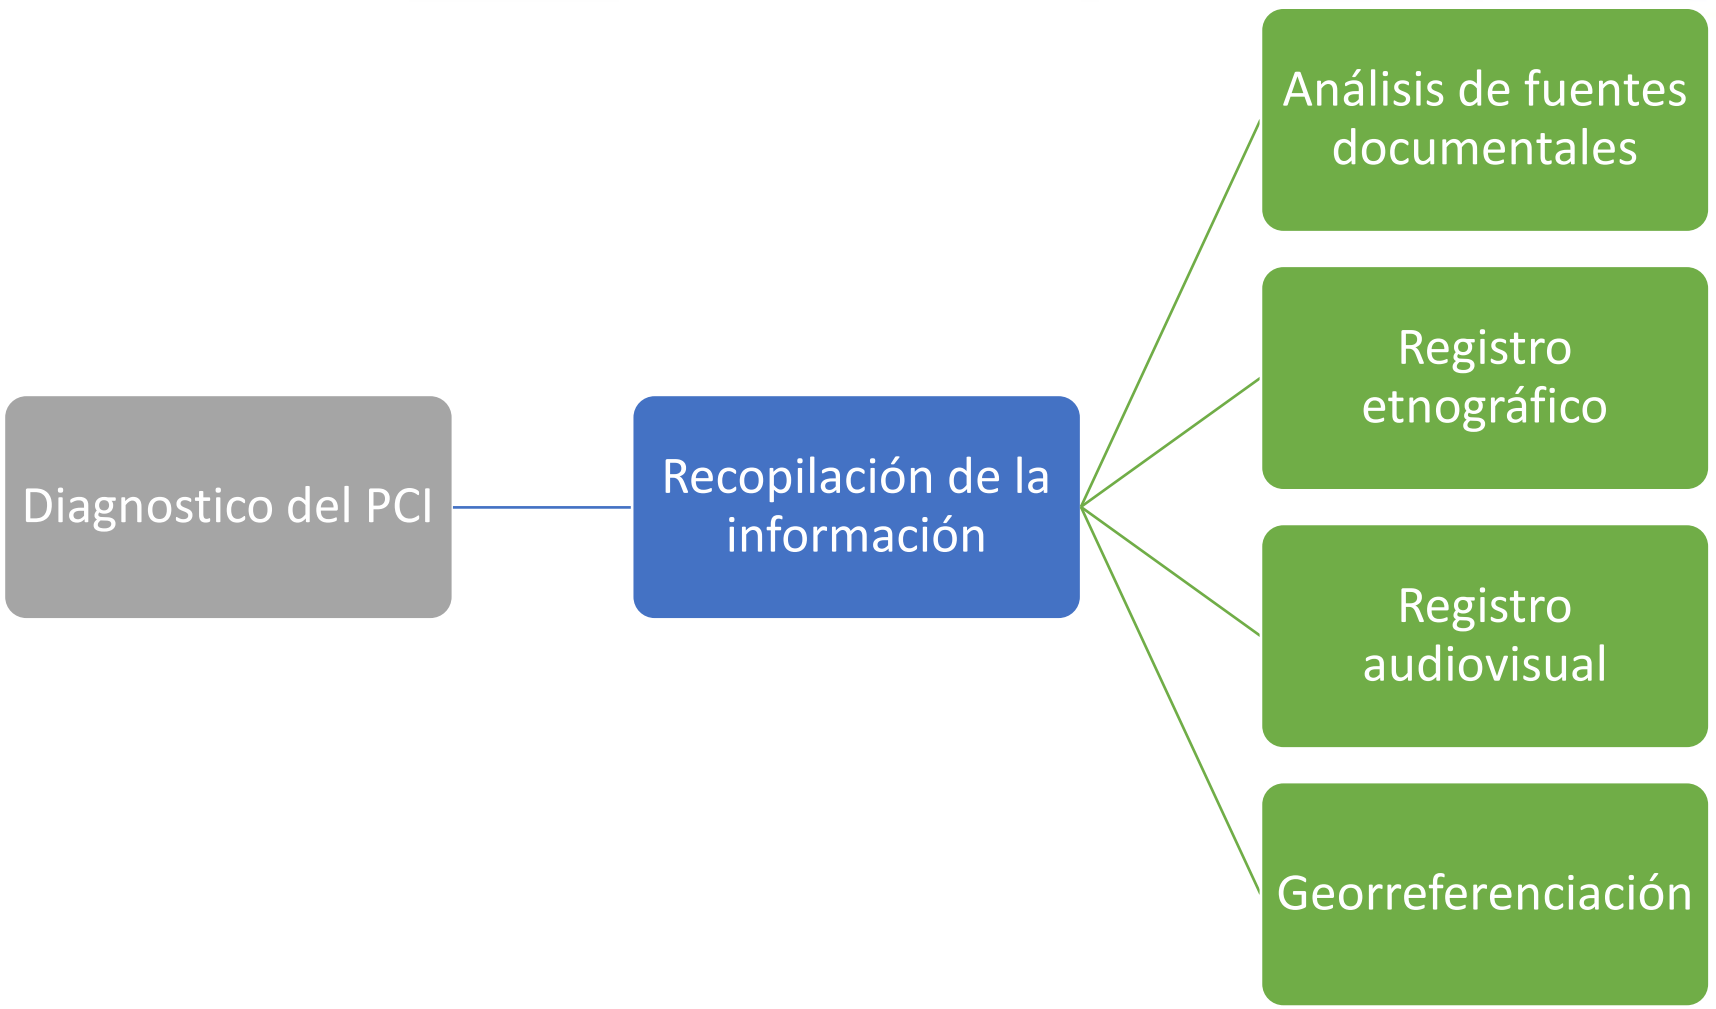 Diagnostico del PCI
Recopilación de la
información
Análisis de fuentes
documentales
Registro
etnográfico
Registro
audiovisual
Georreferenciación